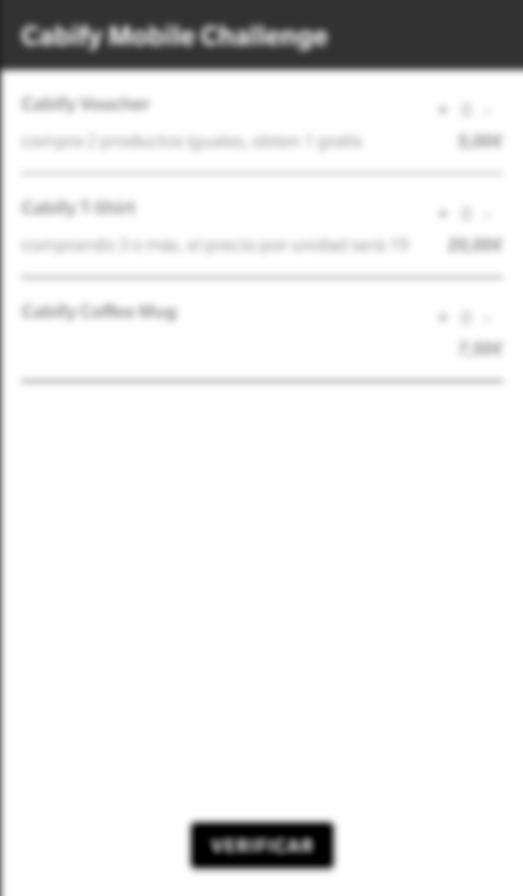 Cabify Mobile Challenge
Cabify Voucher
+ 0 -
compra 2 productos iguales, obten 1 gratis
5,00€
Cabify T-Shirt
+ 0 -
comprando 3 o más, el precio por unidad será 19
20,00€
Cabify Coffee Mug
+ 0 -
7,50€
VERIFICAR